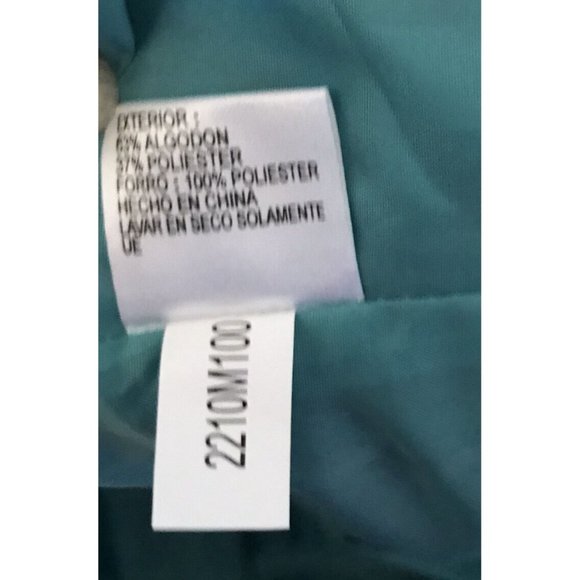 EXTERIOR :
63% ALGODON
37% POLIESTER
FORRO : 100% POLIESTER
HECHO EN CHINA
LAVAR EN SECO SOLAMENTE
UE
2210M100